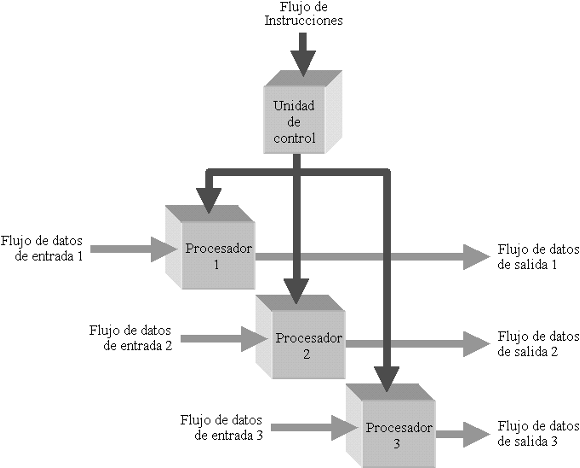 Flujo de
Instrucciones
Unidad
de
control
Flujo de datos
de entrada 1
Procesador
1
Flujo de datos
de salida 1
Flujo de datos
de entrada 2
Procesador
2
Flujo de datos
de salida 2
Flujo de datos
de entrada 3
Procesador
3
Flujo de datos
de salida 3